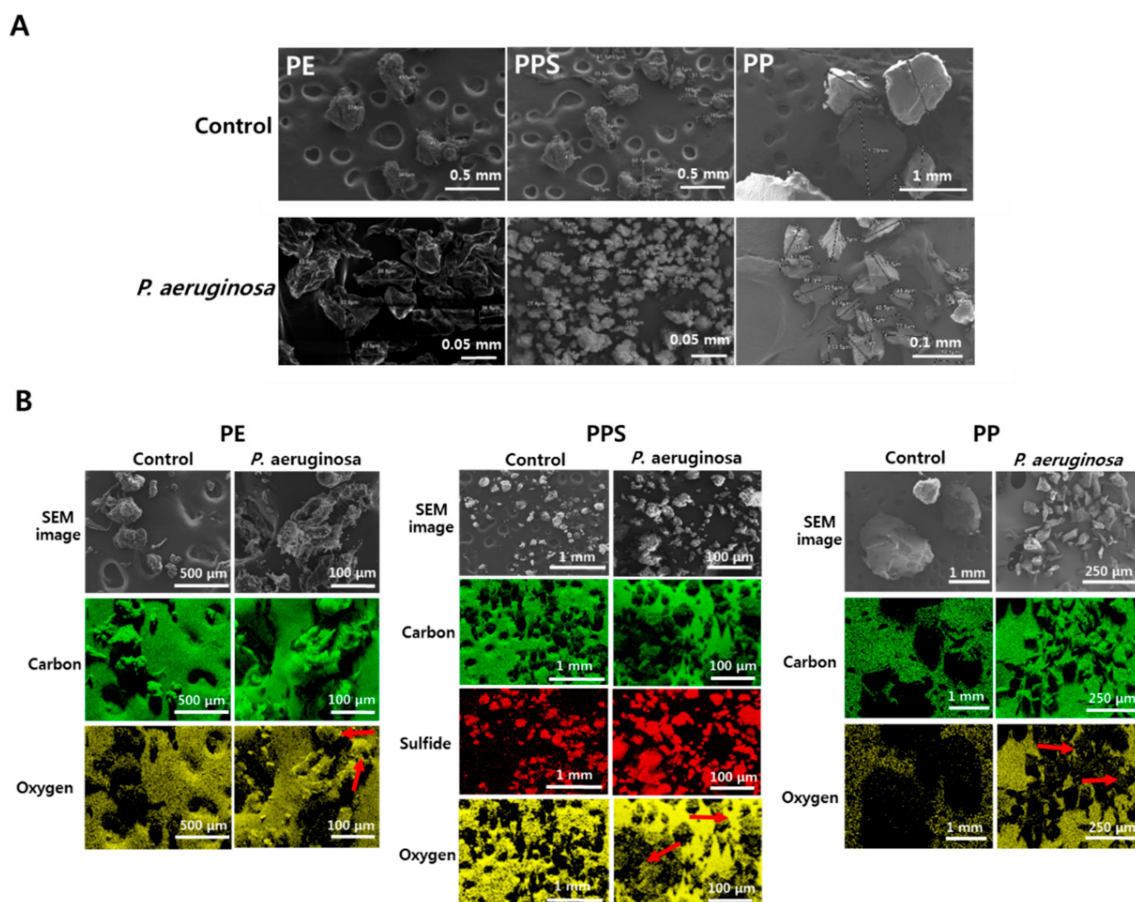 A
PE PPS PP
Control
0.5 mm 0.5 mm 1 mm
P. aeruginosa
0.05 mm 0.05 mm 0.1 mm
B
PE PPS PP
Control P. aeruginosa Control P. aeruginosa Control P. aeruginosa
SEM image
500 µm 100 µm
SEM image
1 mm 100 µm
SEM image
1 mm 250 µm
Carbon
500 µm 100 µm
Carbon
1 mm 100 µm
Carbon
1 mm 250 µm
Sulfide
1 mm 100 µm
Oxygen
500 µm 100 µm
Oxygen
1 mm 100 µm
Oxygen
1 mm 250 µm